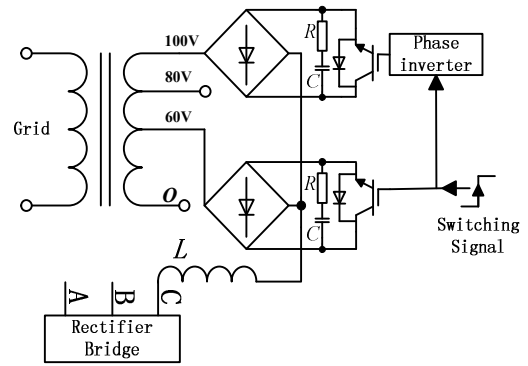 100V
80V
60V
Grid
O
R
C
Phase
inverter
R
C
Switching
Signal
L
A
B
C
Rectifier
Bridge